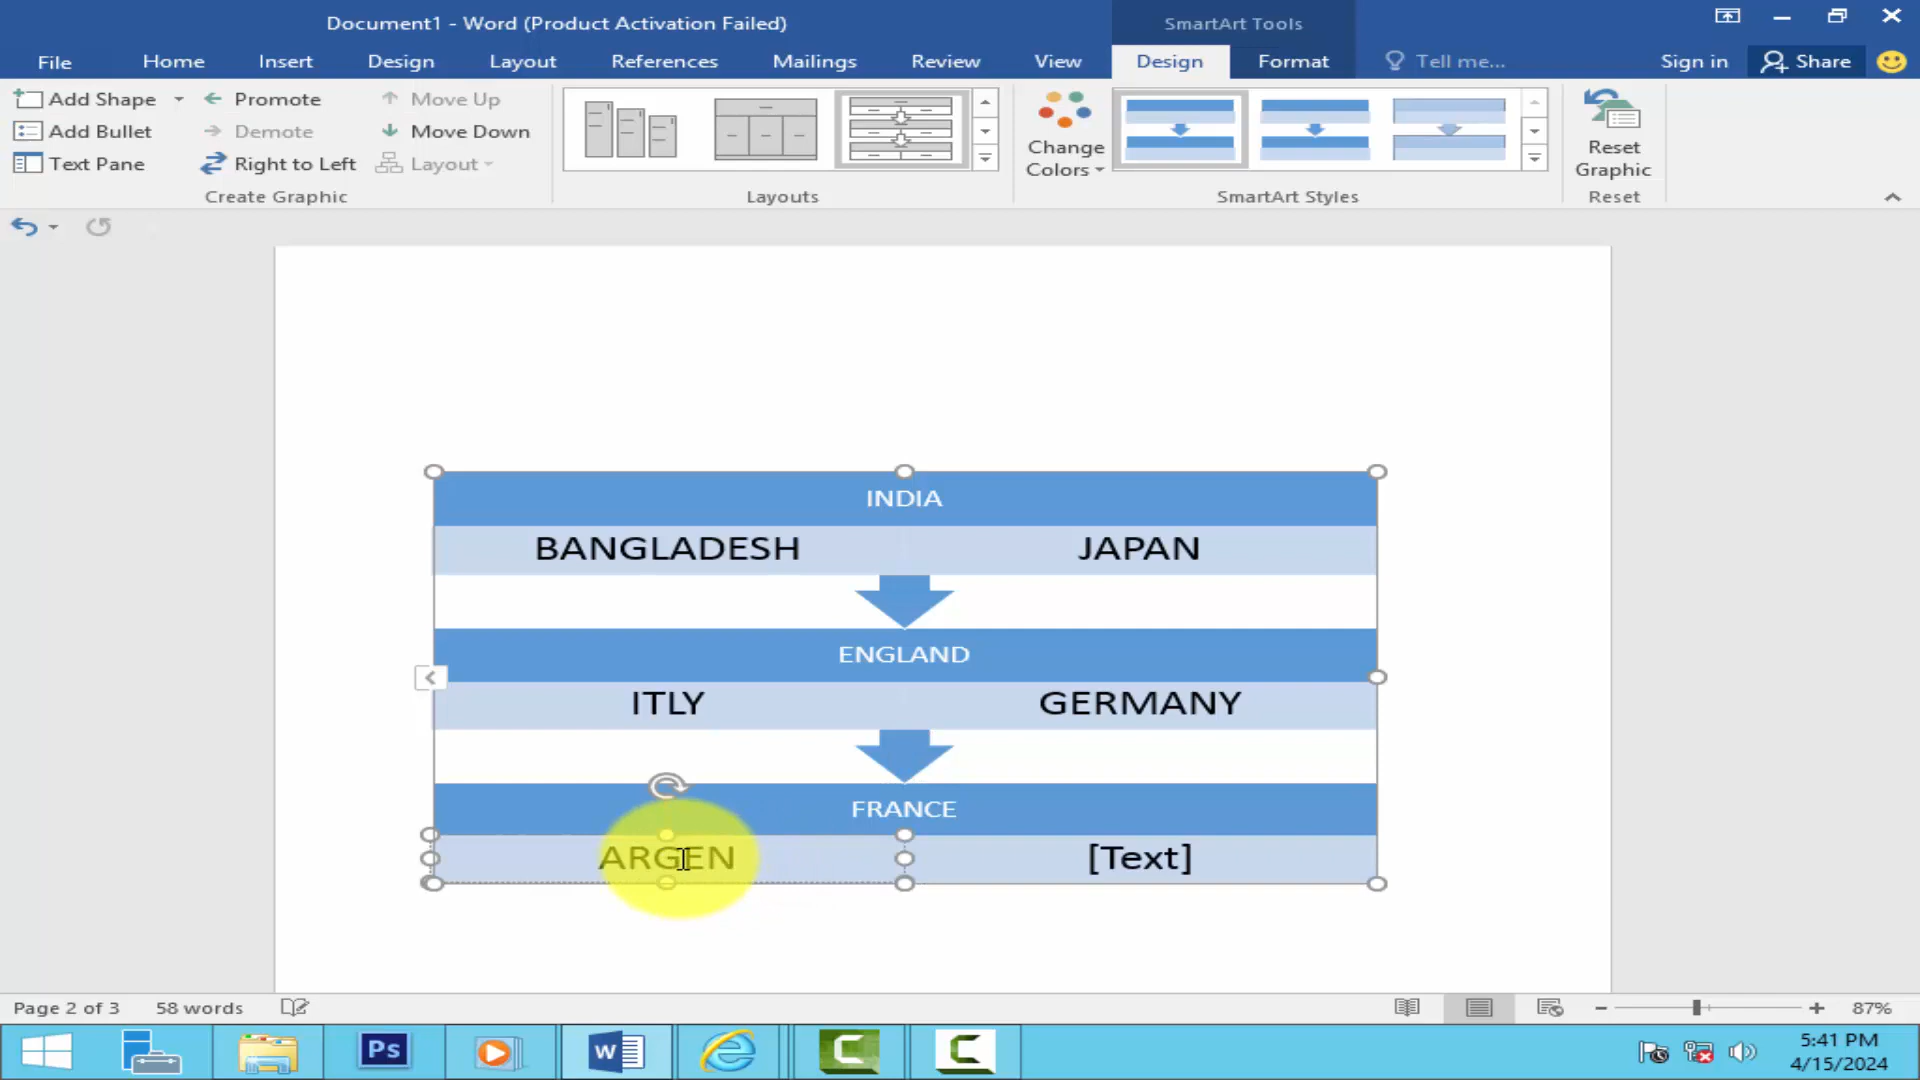 Document1 - Word (Product Activation Failed)
SmartArt Tools
File Home Insert Design Layout References Mailings Review View Design Format Tell me... Sign in Share
Add Shape Promote Move Up
Add Bullet Demote Move Down
Text Pane Right to Left Layout
Create Graphic
Layouts
Change
Colors
SmartArt Styles
Reset
Graphic
Reset
INDIA
BANGLADESH JAPAN
ENGLAND
ITLY GERMANY
FRANCE
ARGEN [Text]
Page 2 of 3 58 words 87%
Ps
W
5:41 PM
4/15/2024